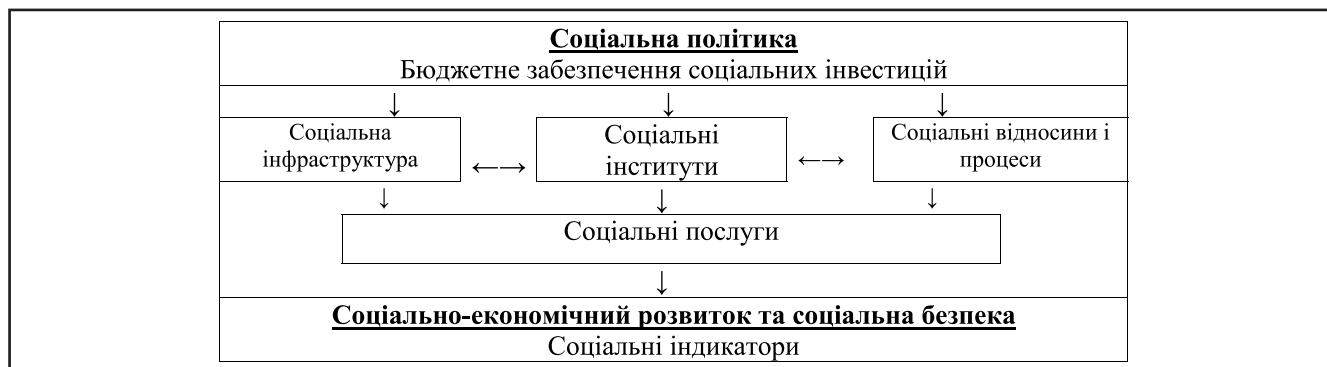 Соціальна політика
Бюджетне забезпечення соціальних інвестицій
↓ ↓ ↓
Соціальна
інфраструктура
←→
Соціальні
інститути
←→
Соціальні відносини і
процеси
↓ ↓ ↓
Соціальні послуги
↓
Соціально-економічний розвиток та соціальна безпека
Соціальні індикатори